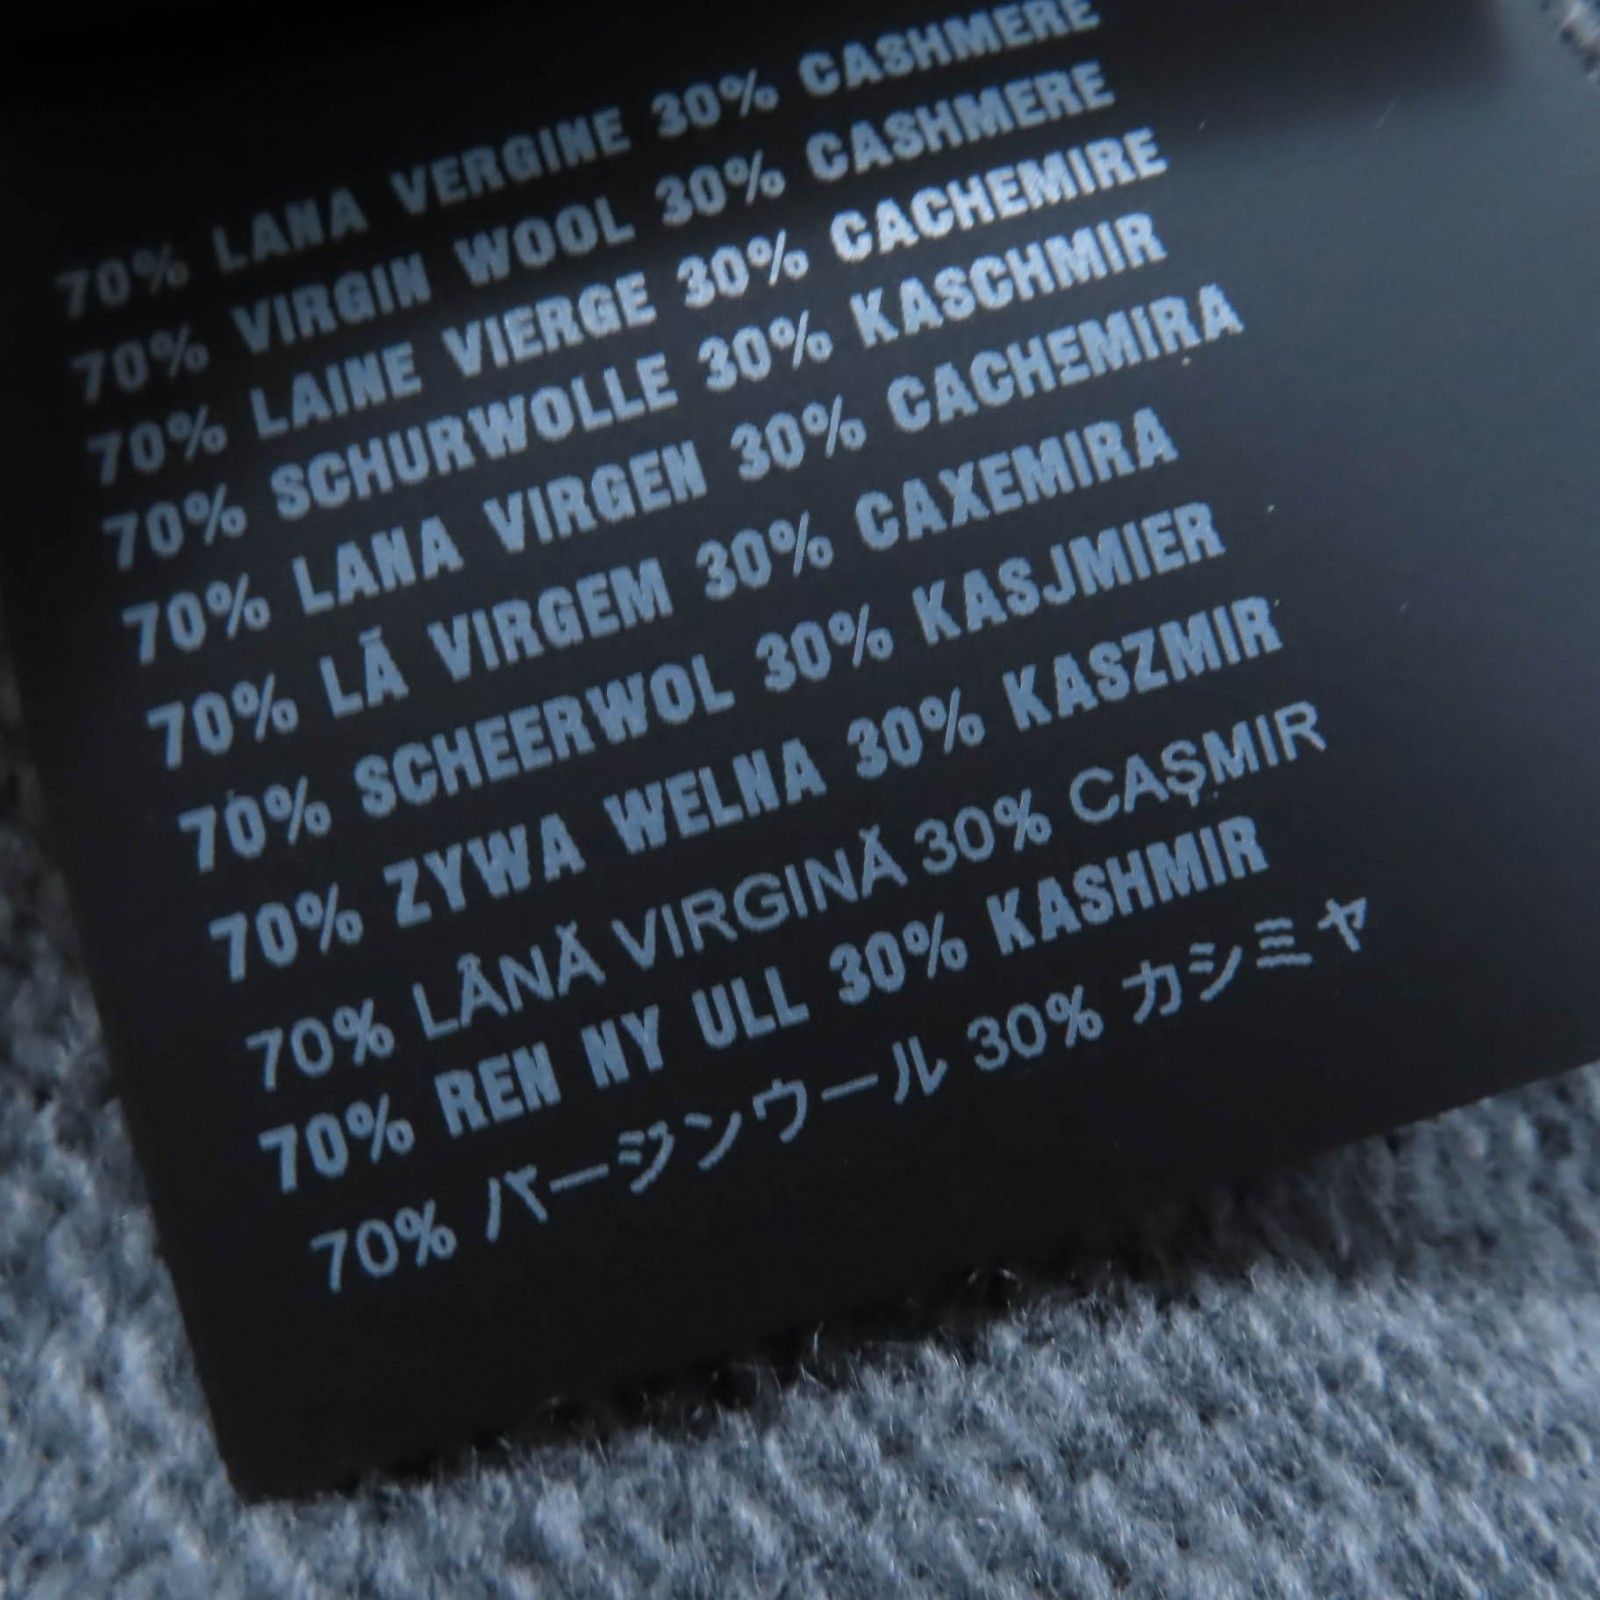 70% LANA VERGINE 30% CASHMERE
70% VIRGIN WOOL 30% CASHMERE
70% LAINE VIERGE 30% CACHEMIRE
70% SCHURWOLLE 30% KASCHMIR
70% LANA VIRGEN 30% CACHEMIRA
70% LÃ VIRGEM 30% CAXEMIRA
70% SCHEERWOL 30% KASJMIER
70% ZYWA WELNA 30% KASZMIR
70% LÂNĂ VIRGINĂ 30% CAŞMIR
70% REN NY ULL 30% KASHMIR
70% バージンウール 30% カシミヤ